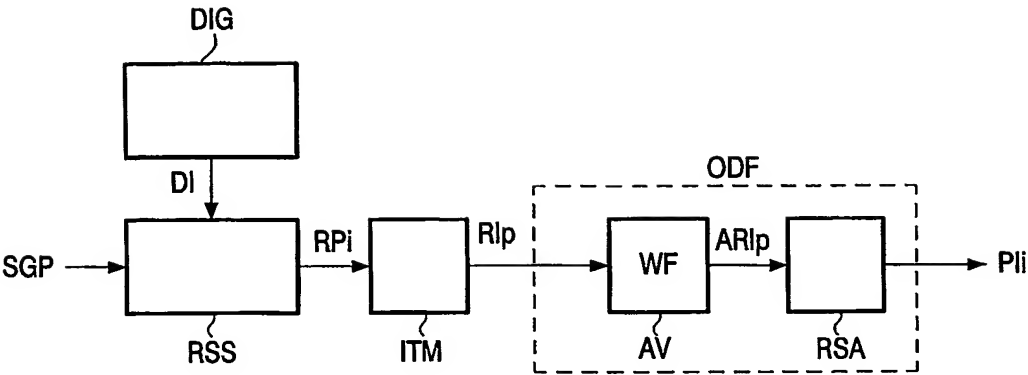 DIG
DI
ODF
SGP
RPi
RIp
WF
ARIp
PIi
RSS
ITM
AV
RSA